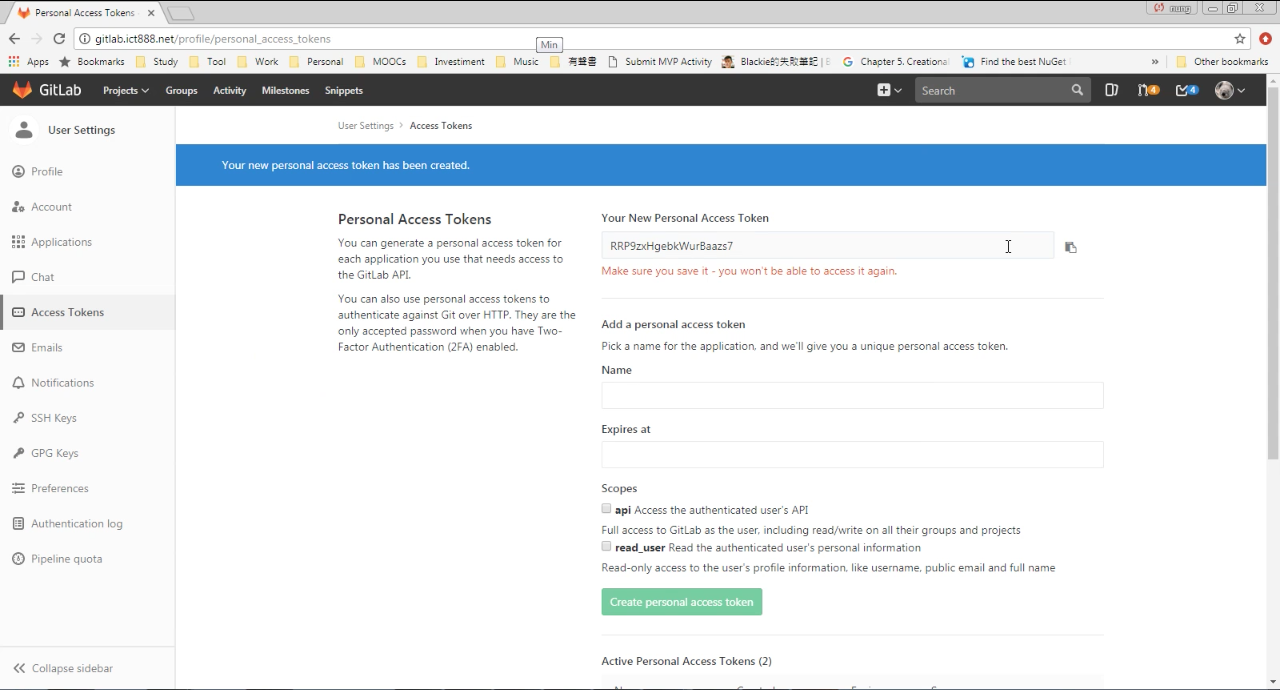 Personal Access Tokens
nung
gitlab.ict888.net/profile/personal_access_tokens
Min
Apps Bookmarks Study Tool Work Personal MOOCs Investiment Music 有聲書 Submit MVP Activity Blackie的失敗筆記 | Chapter 5. Creational Find the best NuGet » Other bookmarks
GitLab Projects Groups Activity Milestones Snippets Search 4 4
User Settings
Profile
Account
Applications
Chat
Access Tokens
Emails
Notifications
SSH Keys
GPG Keys
Preferences
Authentication log
Pipeline quota
Collapse sidebar
User Settings > Access Tokens
Your new personal access token has been created.
Personal Access Tokens
You can generate a personal access token for
each application you use that needs access to
the GitLab API.
You can also use personal access tokens to
authenticate against Git over HTTP. They are the
only accepted password when you have Two-
Factor Authentication (2FA) enabled.
Your New Personal Access Token
RRP9zxHgebkWurBaazs7
Make sure you save it - you won't be able to access it again.
Add a personal access token
Pick a name for the application, and we'll give you a unique personal access token.
Name
Expires at
Scopes
api Access the authenticated user's API
Full access to GitLab as the user, including read/write on all their groups and projects
read_user Read the authenticated user's personal information
Read-only access to the user's profile information, like username, public email and full name
Create personal access token
Active Personal Access Tokens (2)